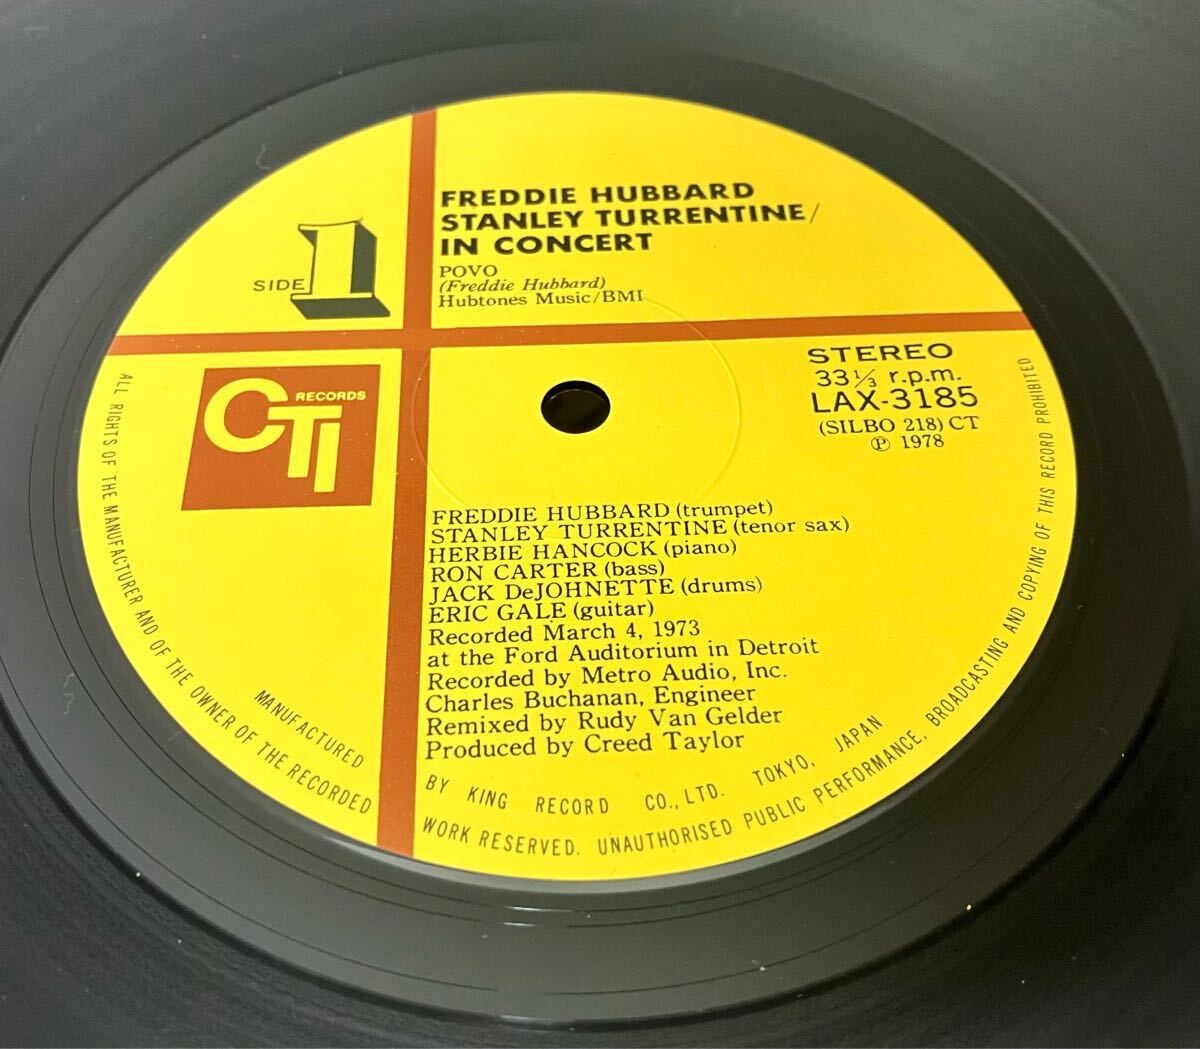 FREDDIE HUBBARD
STANLEY TURRENTINE/
IN CONCERT
POVO
(Freddie Hubbard)
Hubtones Music/BMI
SIDE 1
CTI RECORDS
STEREO
33 1/3 r.p.m.
LAX-3185
(SILBO 218) CT
Ⓟ 1978
FREDDIE HUBBARD (trumpet)
STANLEY TURRENTINE (tenor sax)
HERBIE HANCOCK (piano)
RON CARTER (bass)
JACK DeJOHNETTE (drums)
ERIC GALE (guitar)
Recorded March 4, 1973
at the Ford Auditorium in Detroit
Recorded by Metro Audio, Inc.
Charles Buchanan, Engineer
Remixed by Rudy Van Gelder
Produced by Creed Taylor
MANUFACTURED BY KING RECORD CO., LTD. TOKYO, JAPAN
ALL RIGHTS OF THE MANUFACTURER AND OF THE OWNER OF THE RECORDED WORK RESERVED. UNAUTHORISED PUBLIC PERFORMANCE, BROADCASTING AND COPYING OF THIS RECORD PROHIBITED